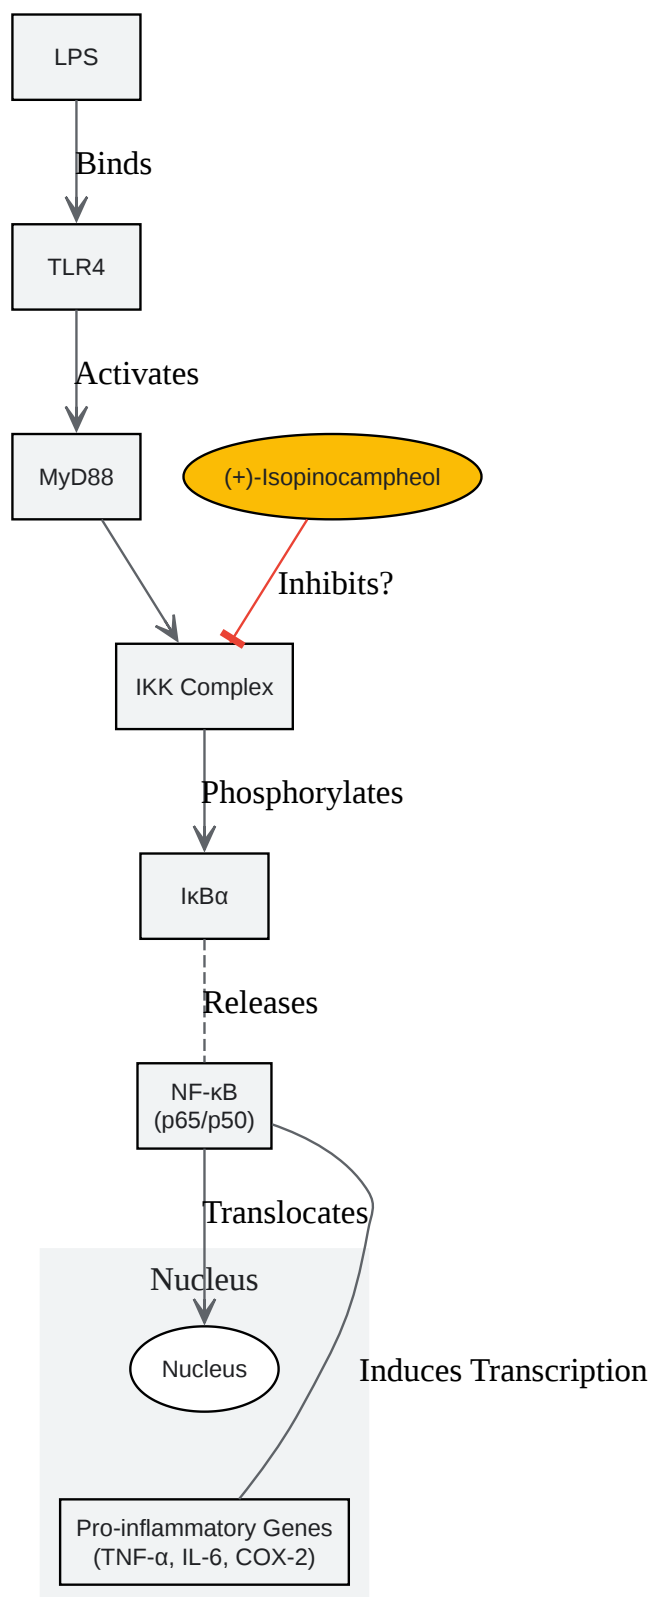 LPS
Binds
TLR4
Activates
MyD88
(+)-Isopinocampheol
Inhibits?
IKK Complex
Phosphorylates
IκBα
Releases
NF-κB
(p65/p50)
Translocates
Nucleus
Nucleus
Induces Transcription
Pro-inflammatory Genes
(TNF-α, IL-6, COX-2)